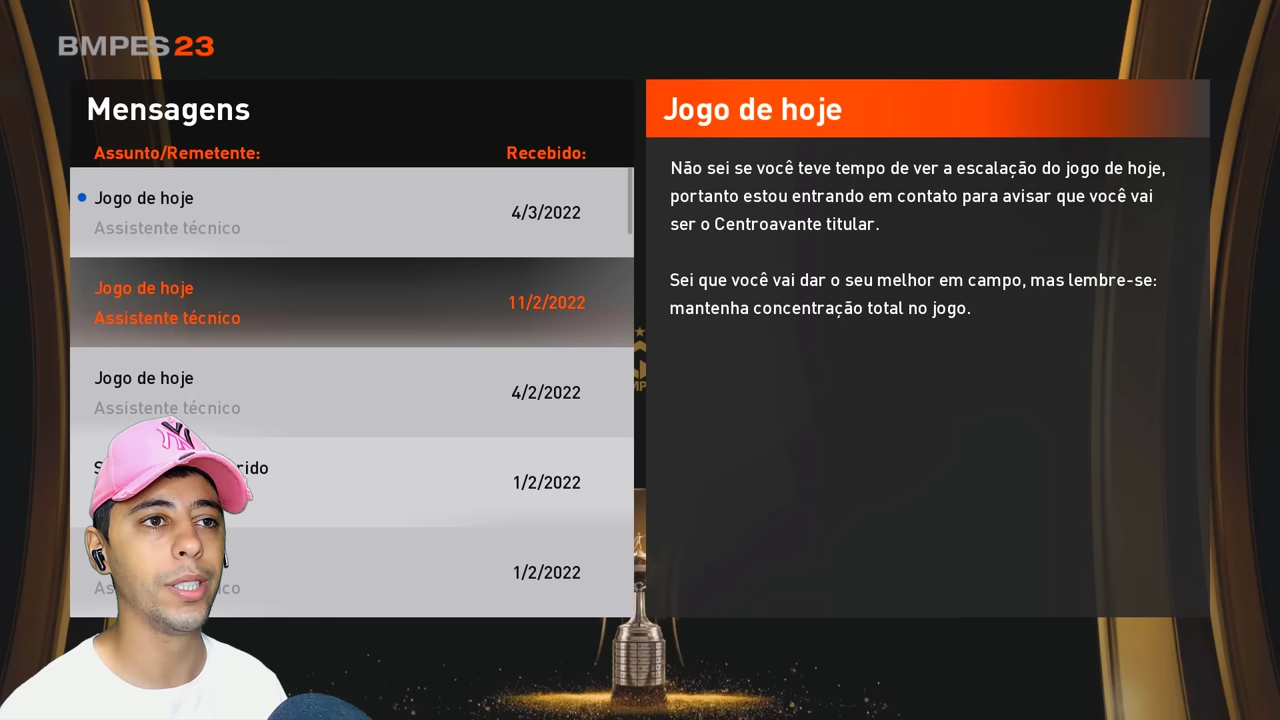 BMPES 23
Mensagens
Assunto/Remetente:
Recebido:
Jogo de hoje
Assistente técnico
4/3/2022
Jogo de hoje
Assistente técnico
11/2/2022
Jogo de hoje
Assistente técnico
4/2/2022
1/2/2022
1/2/2022
Jogo de hoje
Não sei se você teve tempo de ver a escalação do jogo de hoje,
portanto estou entrando em contato para avisar que você vai
ser o Centroavante titular.
Sei que você vai dar o seu melhor em campo, mas lembre-se:
mantenha concentração total no jogo.